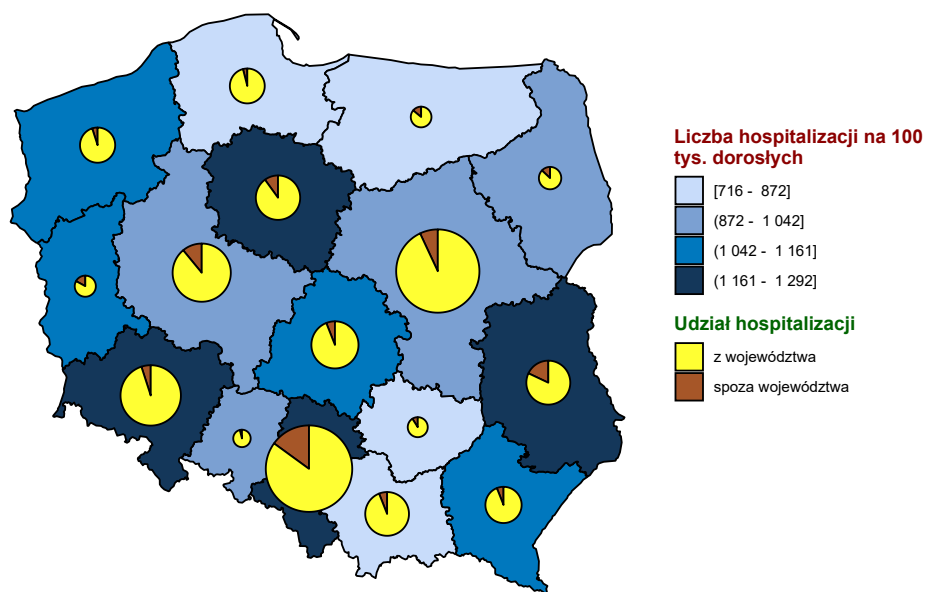 Liczba hospitalizacji na 100
tys. dorosłych
[716 - 872]
(872 - 1 042]
(1 042 - 1 161]
(1 161 - 1 292]
Udział hospitalizacji
z województwa
spoza województwa